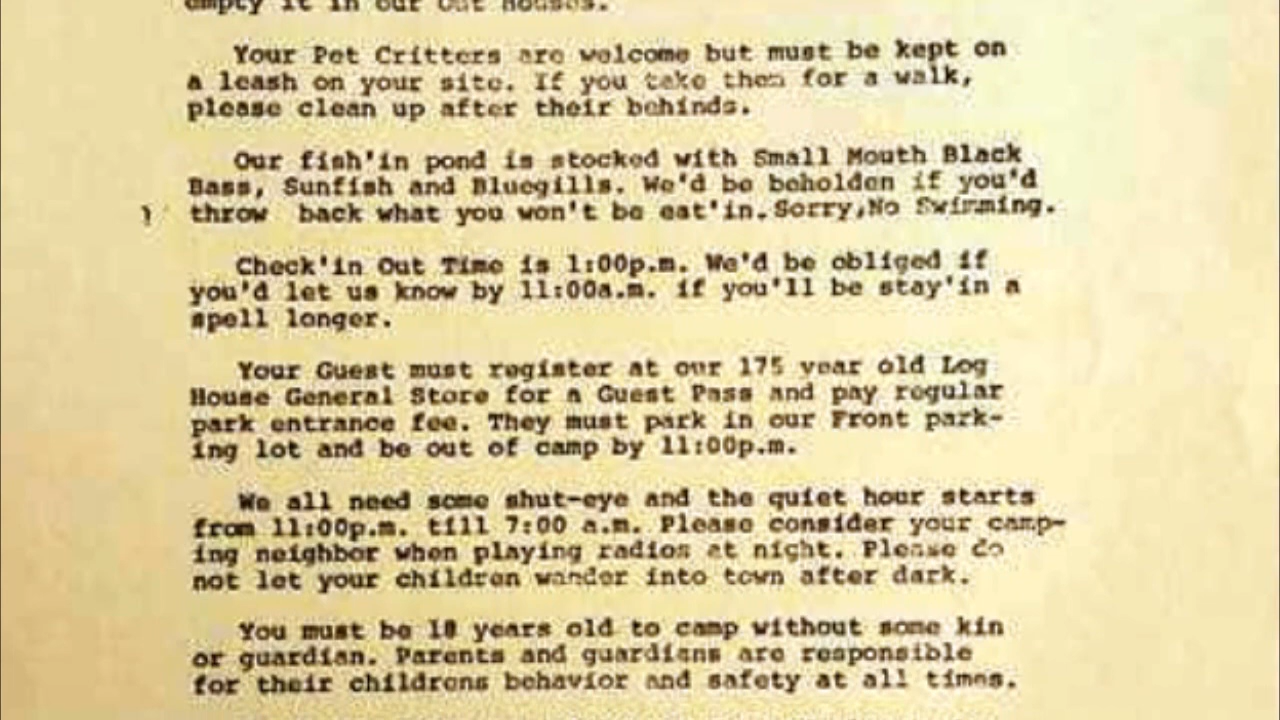 empty it in our Out Houses.
Your Pet Critters are welcome but must be kept on
a leash on your site. If you take them for a walk,
please clean up after their behinds.
Our fish'in pond is stocked with Small Mouth Black
Bass, Sunfish and Bluegills. We'd be beholden if you'd
throw back what you won't be eat'in.Sorry,No Swimming.
Check'in Out Time is 1:00p.m. We'd be obliged if
you'd let us know by 11:00a.m. if you'll be stay'in a
spell longer.
Your Guest must register at our 175 year old Log
House General Store for a Guest Pass and pay regular
park entrance fee. They must park in our Front park-
ing lot and be out of camp by 11:00p.m.
We all need some shut-eye and the quiet hour starts
from 11:00p.m. till 7:00 a.m. Please consider your camp-
ing neighbor when playing radios at night. Please do
not let your children wander into town after dark.
You must be 18 years old to camp without some kin
or guardian. Parents and guardians are responsible
for their childrens behavior and safety at all times.